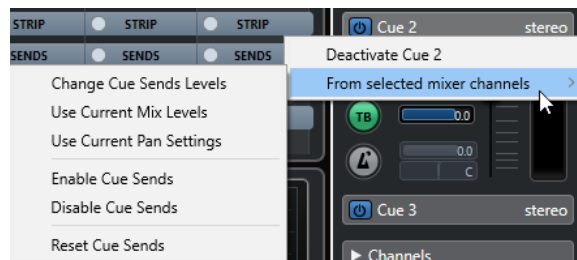 STRIP STRIP STRIP
SENDS SENDS SENDS
Cue 2 stereo
Deactivate Cue 2
From selected mixer channels
Change Cue Sends Levels
Use Current Mix Levels
Use Current Pan Settings
Enable Cue Sends
Disable Cue Sends
Reset Cue Sends
TB 0.0
0.0
C
Cue 3 stereo
Channels